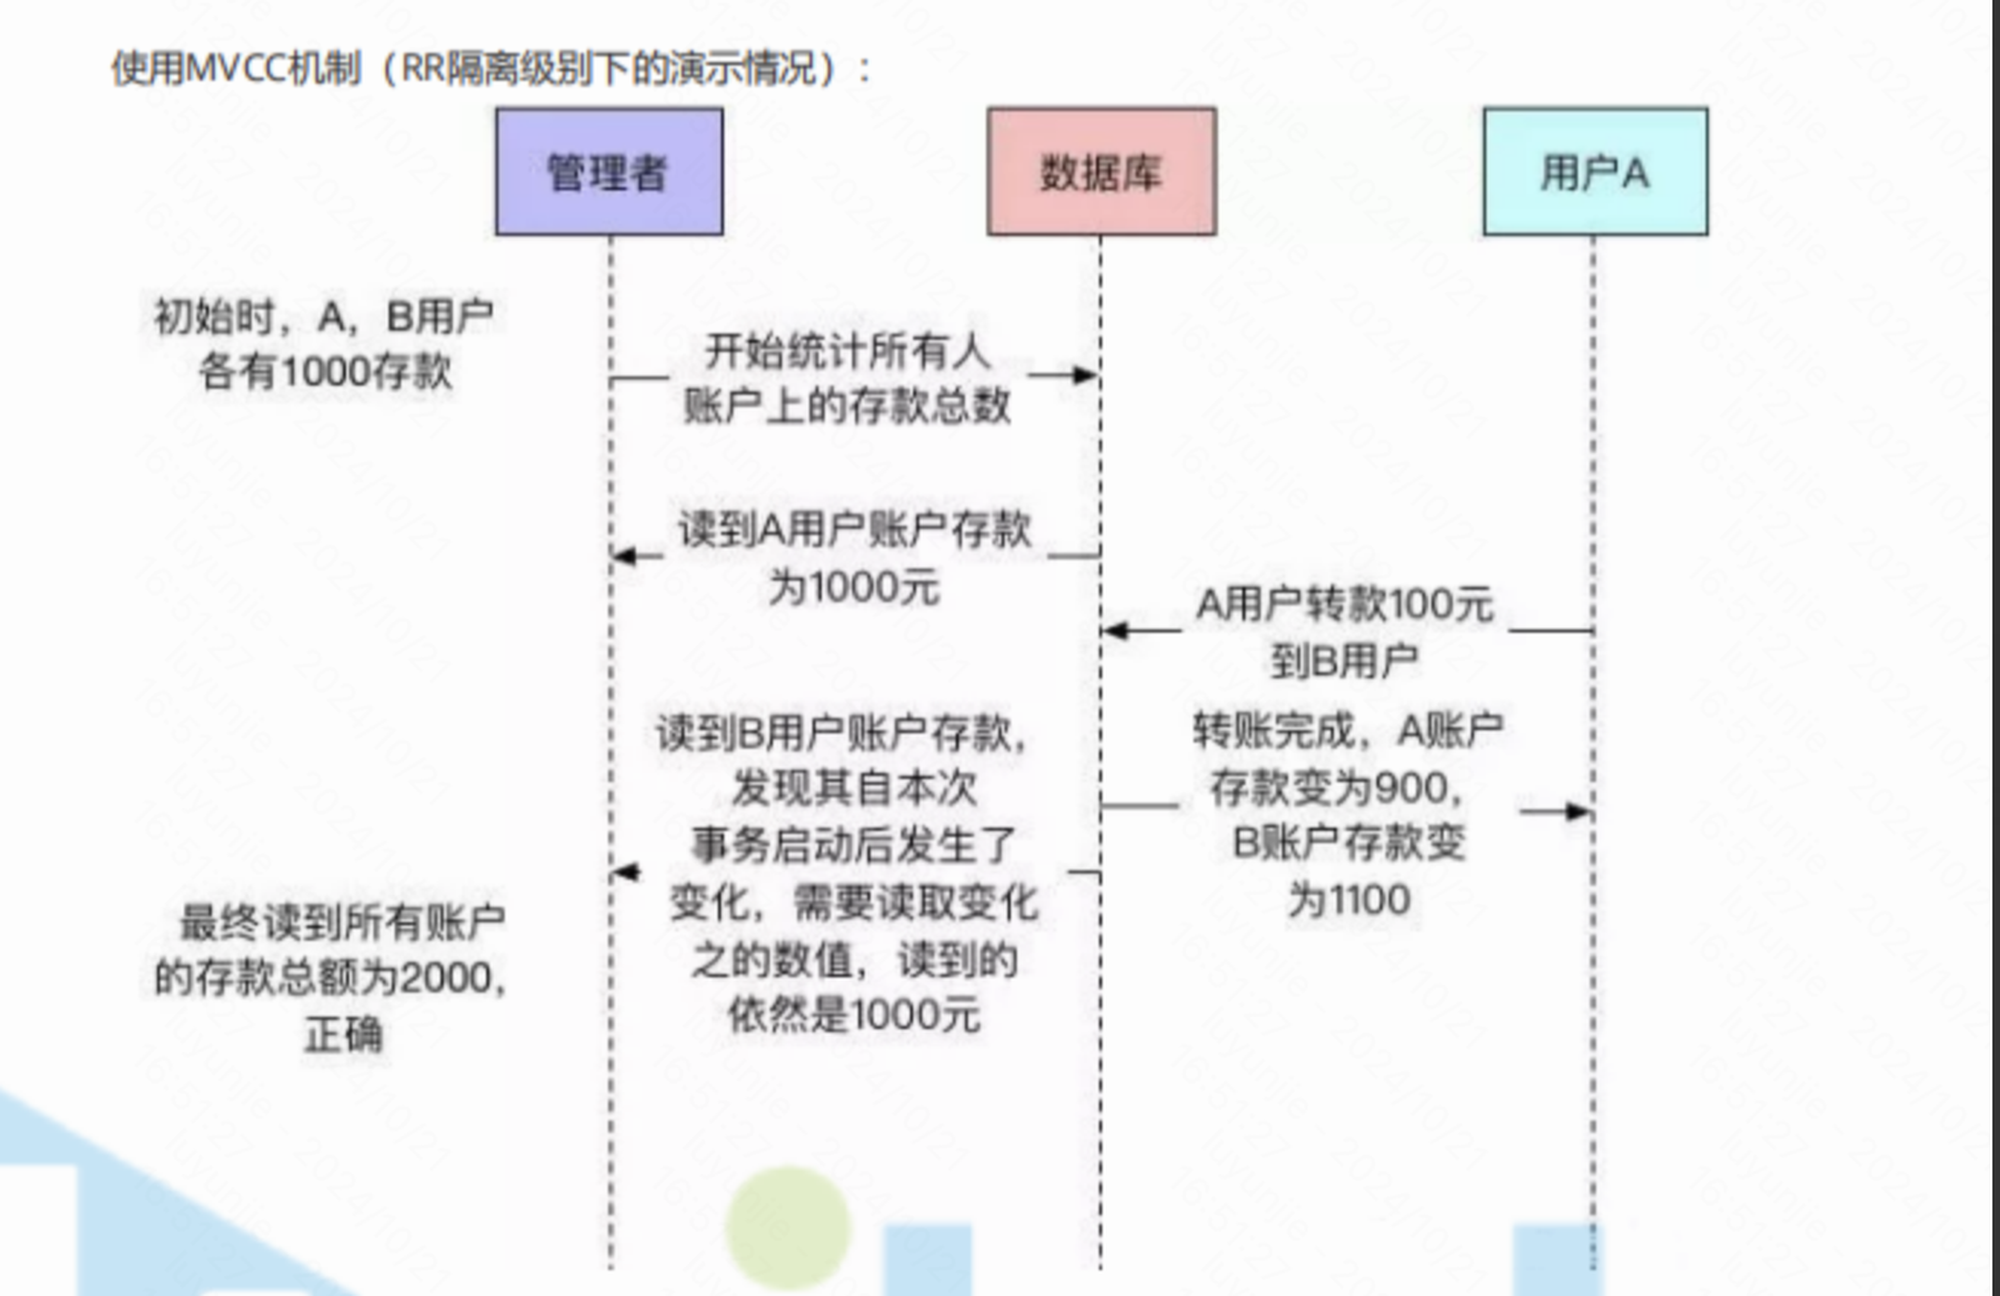 使用MVCC机制（RR隔离级别下的演示情况）:
管理者
数据库
用户A
初始时，A，B用户
各有1000存款
开始统计所有人
账户上的存款总数
读到A用户账户存款
为1000元
A用户转款100元
到B用户
读到B用户账户存款，
发现其自本次
事务启动后发生了
变化，需要读取变化
之的数值，读到的
依然是1000元
转账完成，A账户
存款变为900，
B账户存款变
为1100
最终读到所有账户
的存款总额为2000，
正确
luyunjie - 2024/10/21
16:51:27